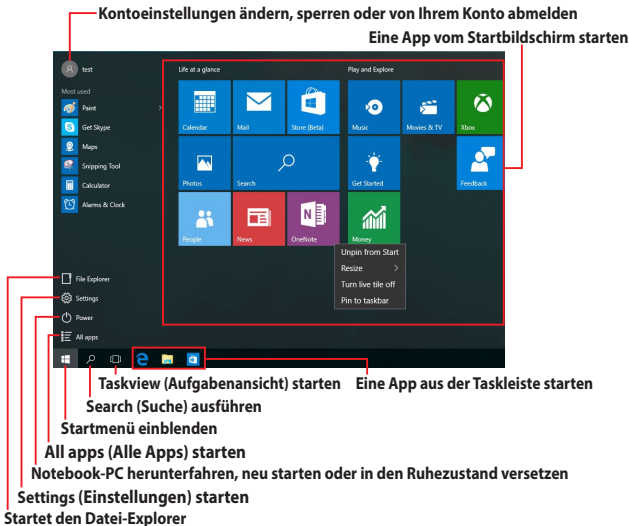 Kontoeinstellungen ändern, sperren oder von Ihrem Konto abmelden
Eine App vom Startbildschirm starten
test
Life at a glance
Play and Explore
Most used
Paint
Get Skype
Maps
Snipping Tool
Calculator
Alarms & Clock
Calendar
Mail
Store (Beta)
Music
Movies & TV
Xbox
Photos
Search
Get Started
Feedback
People
News
OneNote
Money
Unpin from Start
Resize
Turn live tile off
Pin to taskbar
File Explorer
Settings
Power
All apps
Taskview (Aufgabenansicht) starten
Eine App aus der Taskleiste starten
Search (Suche) ausführen
Startmenü einblenden
All apps (Alle Apps) starten
Notebook-PC herunterfahren, neu starten oder in den Ruhezustand versetzen
Settings (Einstellungen) starten
Startet den Datei-Explorer